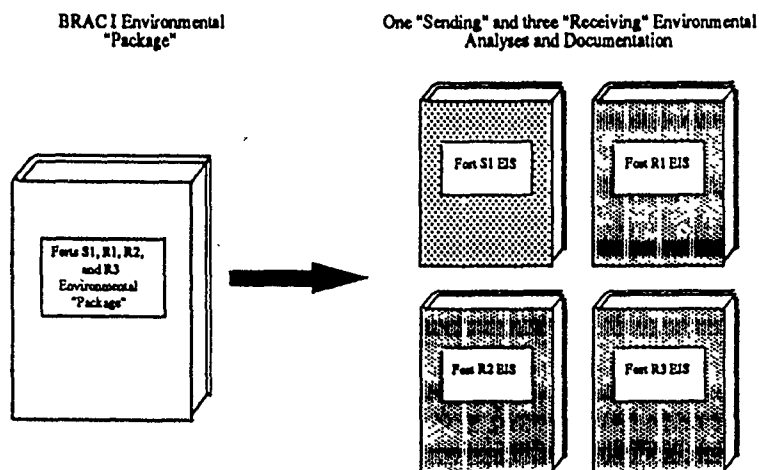 BRAC I Environmental
"Package"
One "Sending" and three "Receiving" Environmental
Analyses and Documentation
Forts S1, R1, R2,
and R3
Environmental
"Package"
Fort S1 EIS
Fort R1 EIS
Fort R2 EIS
Fort R3 EIS